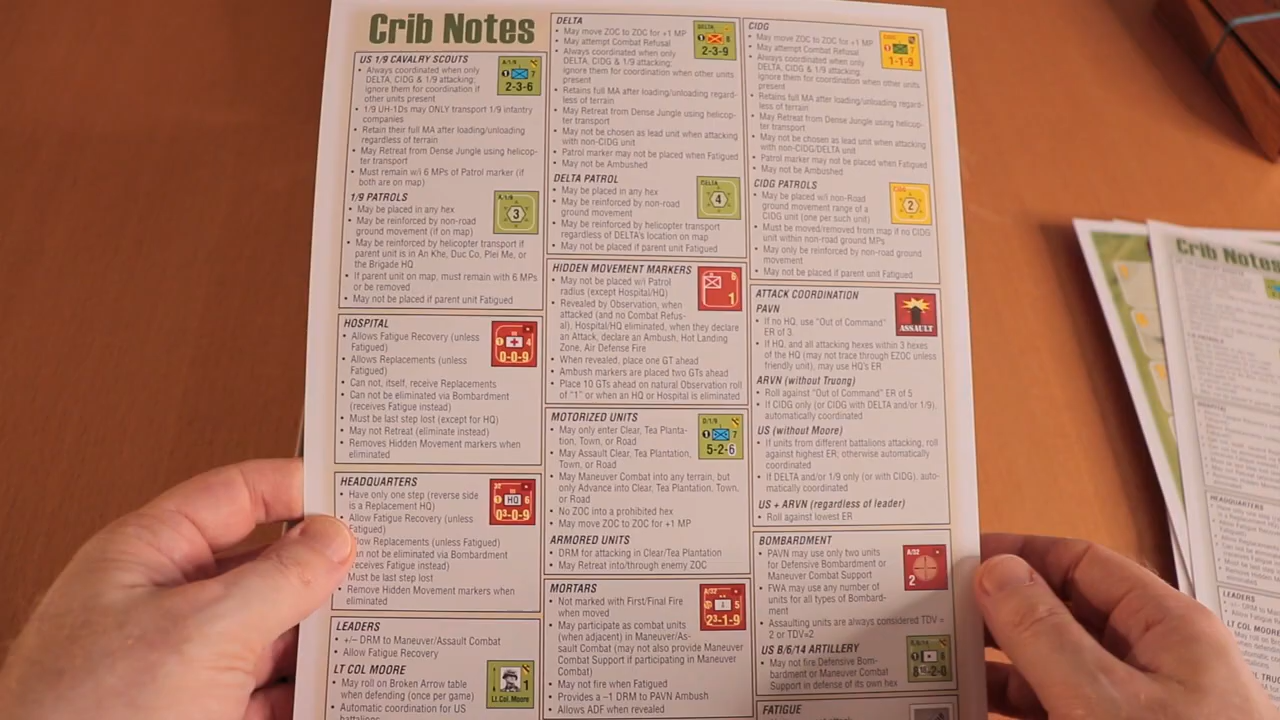 Crib Notes
US 1/9 CAVALRY SCOUTS
• Always coordinated when only
DELTA, CIDG & 1/9 attacking;
ignore them for coordination if
other units present
• 1/9 UH-1Ds may ONLY transport 1/9 infantry
companies
• Retain their full MA after loading/unloading
regardless of terrain
• May Retreat from Dense Jungle using helicop-
ter transport
• Must remain w/i 6 MPs of Patrol marker (if
both are on map)
A/1/9
7
2-3-6
1/9 PATROLS
• May be placed in any hex
• May be reinforced by non-road
ground movement (if on map)
• May be reinforced by helicopter transport if
parent unit is in An Khe, Duc Co, Plei Me, or
the Brigade HQ
• If parent unit on map, must remain with 6 MPs
or be removed
• May not be placed if parent unit Fatigued
3
HOSPITAL
• Allows Fatigue Recovery (unless
Fatigued)
• Allows Replacements (unless
Fatigued)
• Can not, itself, receive Replacements
• Can not be eliminated via Bombardment
(receives Fatigue instead)
• Must be last step lost (except for HQ)
• May not Retreat (eliminate instead)
• Removes Hidden Movement markers when
eliminated
4
0-0-9
HEADQUARTERS
• Have only one step (reverse side
is a Replacement HQ)
• Allow Fatigue Recovery (unless
Fatigued)
llow Replacements (unless Fatigued)
an not be eliminated via Bombardment
receives Fatigue instead)
Must be last step lost
• Remove Hidden Movement markers when
eliminated
HQ 6
0³-0-9
LEADERS
• +/– DRM to Maneuver/Assault Combat
• Allow Fatigue Recovery
LT COL MOORE
• May roll on Broken Arrow table
when defending (once per game)
• Automatic coordination for US
battalions
1
Lt. Col. Moore
DELTA
• May move ZOC to ZOC for +1 MP
• May attempt Combat Refusal
• Always coordinated when only
DELTA, CIDG & 1/9 attacking;
ignore them for coordination when other units
present
• Retains full MA after loading/unloading regard-
less of terrain
• May Retreat from Dense Jungle using helicop-
ter transport
• May not be chosen as lead unit when attacking
with non-CIDG unit
• Patrol marker may not be placed when Fatigued
• May not be Ambushed
DELTA
8
2-3-9
DELTA PATROL
• May be placed in any hex
• May be reinforced by non-road
ground movement
• May be reinforced by helicopter transport
regardless of DELTA's location on map
• May not be placed if parent unit Fatigued
DELTA
4
HIDDEN MOVEMENT MARKERS
• May not be placed w/i Patrol
radius (except Hospital/HQ)
• Revealed by Observation, when
attacked (and no Combat Refus-
al), Hospital/HQ eliminated, when they declare
an Attack, declare an Ambush, Hot Landing
Zone, Air Defense Fire
• When revealed, place one GT ahead
• Ambush markers are placed two GTs ahead
• Place 10 GTs ahead on natural Observation roll
of "1" or when an HQ or Hospital is eliminated
1
MOTORIZED UNITS
• May only enter Clear, Tea Planta-
tion, Town, or Road
• May Assault Clear, Tea Plantation,
Town, or Road
• May Maneuver Combat into any terrain, but
only Advance into Clear, Tea Plantation, Town,
or Road
• No ZOC into a prohibited hex
• May move ZOC to ZOC for +1 MP
D/1/9
7
5-2-6
ARMORED UNITS
• DRM for attacking in Clear/Tea Plantation
• May Retreat into/through enemy ZOC
MORTARS
• Not marked with First/Final Fire
when moved
• May participate as combat units
(when adjacent) in Maneuver/As-
sault Combat (may not also provide Maneuver
Combat Support if participating in Maneuver
Combat)
• May not fire when Fatigued
• Provides a –1 DRM to PAVN Ambush
• Allows ADF when revealed
5
2³-1-9
CIDG
• May move ZOC to ZOC for +1 MP
• May attempt Combat Refusal
• Always coordinated when only
DELTA, CIDG & 1/9 attacking;
ignore them for coordination when other units
present
• Retains full MA after loading/unloading regard-
less of terrain
• May Retreat from Dense Jungle using helicop-
ter transport
• May not be chosen as lead unit when attacking
with non-CIDG/DELTA unit
• Patrol marker may not be placed when Fatigued
• May not be Ambushed
7
1-1-9
CIDG PATROLS
• May be placed w/i non-Road
ground movement range of a
CIDG unit (one per such unit)
• Must be moved/removed from map if no CIDG
unit within non-road ground MPs
• May only be reinforced by non-road ground
movement
• May not be placed if parent unit Fatigued
CIDG
2
ATTACK COORDINATION
PAVN
• If no HQ, use "Out of Command"
ER of 3.
• If HQ, and all attacking hexes within 3 hexes
of the HQ (may not trace through EZOC unless
friendly unit), may use HQ's ER
ASSAULT
ARVN (without Truong)
• Roll against "Out of Command" ER of 5
• If CIDG only (or CIDG with DELTA and/or 1/9),
automatically coordinated
US (without Moore)
• If units from different battalions attacking, roll
against highest ER; otherwise automatically
coordinated
• If DELTA and/or 1/9 only (or with CIDG), auto-
matically coordinated
US + ARVN (regardless of leader)
• Roll against lowest ER
BOMBARDMENT
• PAVN may use only two units
for Defensive Bombardment or
Maneuver Combat Support
• FWA may use any number of
units for all types of Bombard-
ment
• Assaulting units are always considered TDV =
2 or TDV=2
A/32
2
US B/6/14 ARTILLERY
• May not fire Defensive Bom-
bardment or Maneuver Combat
Support in defense of its own hex
FATIGUE
Crib Notes
HOSPITAL
HEADQUARTERS
LEADERS
LT COL MOORE